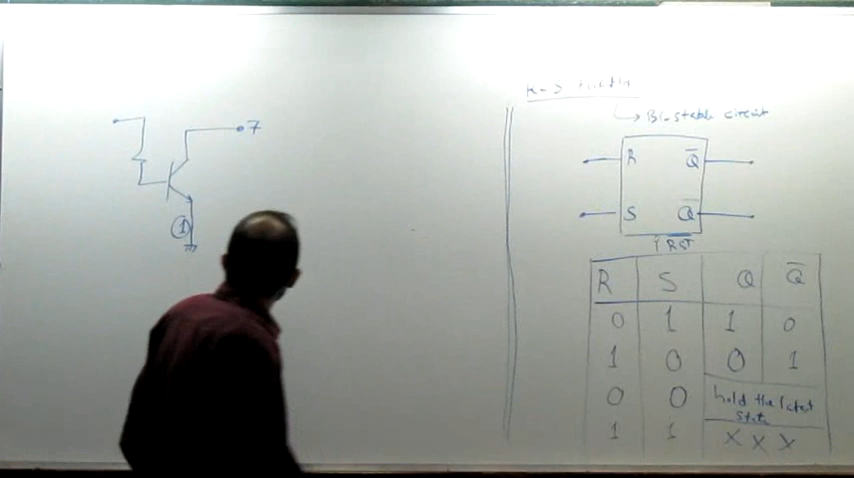 7
1
Bi-stable circuit
R Q̅
S Q̅
R S Q Q̅
0 1 1 0
1 0 0 1
0 0 hold the latest
state
1 1 X X X